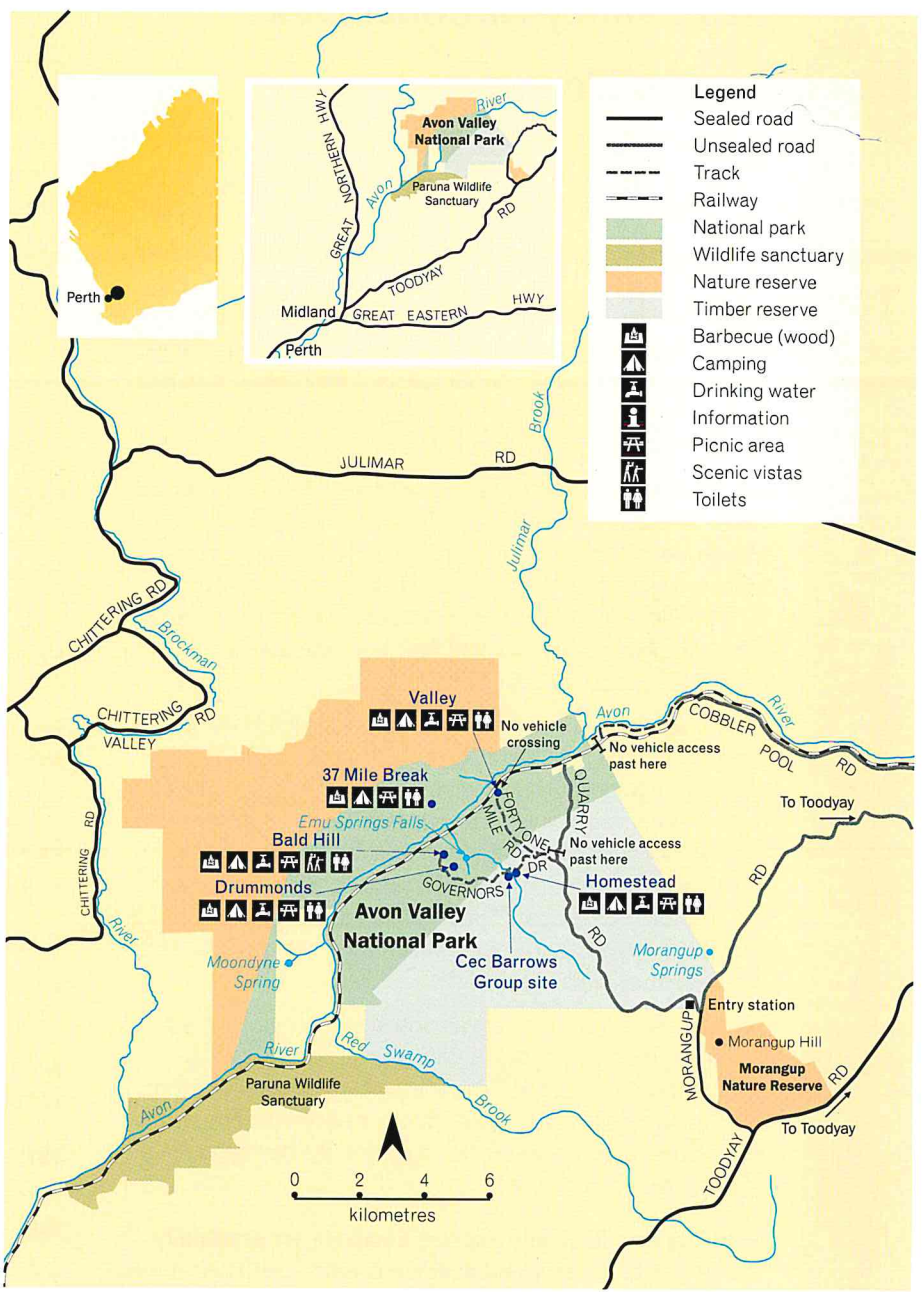 Legend
Sealed road
Unsealed road
Track
Railway
National park
Wildlife sanctuary
Nature reserve
Timber reserve
Barbecue (wood)
Camping
Drinking water
Information
Picnic area
Scenic vistas
Toilets
Perth
GREAT NORTHERN HWY
River
Avon Valley
National Park
Avon
Paruna Wildlife
Sanctuary
TOODYAY RD
Midland
GREAT EASTERN HWY
Perth
JULIMAR RD
Julimar Brook
CHITTERING RD
Brockman
CHITTERING RD
VALLEY
CHITTERING RD
River
Valley
No vehicle
crossing
Avon River
COBBLER POOL RD
No vehicle access
past here
37 Mile Break
Emu Springs Falls
FORTY ONE MILE RD
QUARRY RD
To Toodyay
Bald Hill
No vehicle access
past here
Drummonds
GOVERNORS DR
Homestead
RD
Avon Valley
National Park
Cec Barrows
Group site
Morangup
Springs
Moondyne
Spring
Entry station
MORANGUP
Morangup Hill
Morangup
Nature Reserve
RD
To Toodyay
TOODYAY
River
Red Swamp Brook
Paruna Wildlife
Sanctuary
Avon
0 2 4 6
kilometres